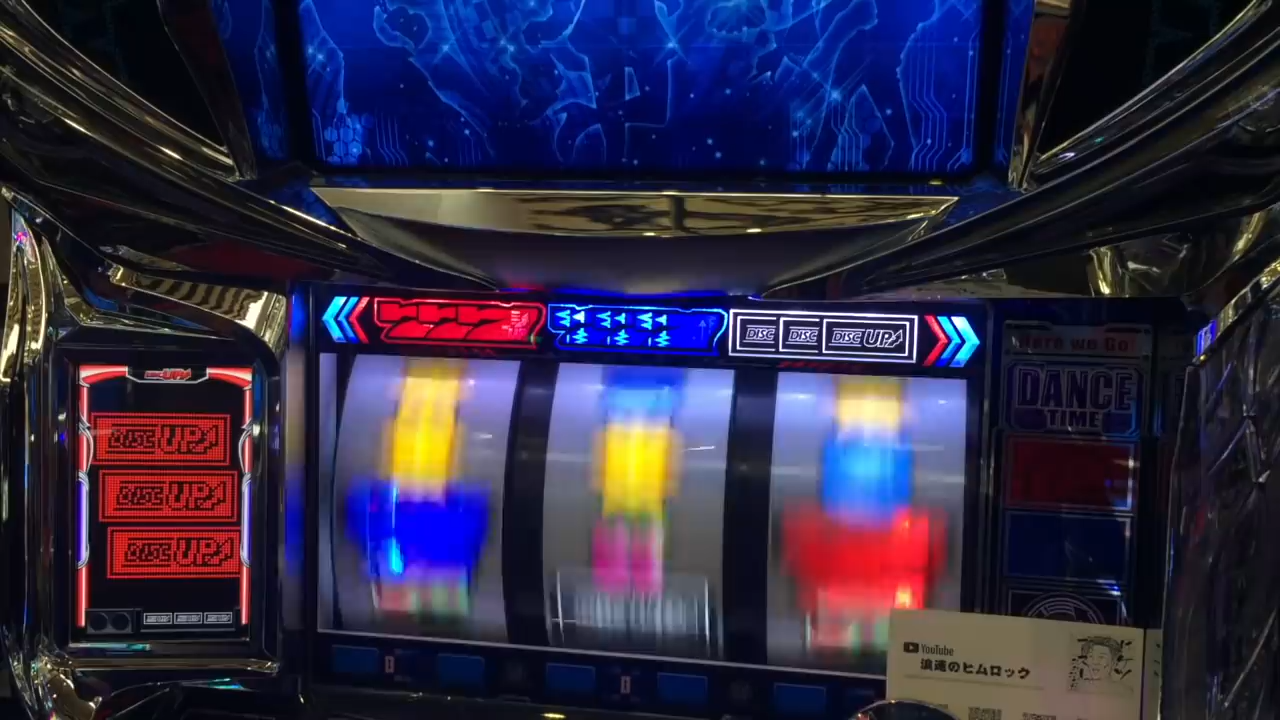 777
DISC DISC DISC UP
UP
DISC UP
DISC UP
DISC UP
Here we Go!
DANCE
TIME
YouTube
浪速のヒムロック